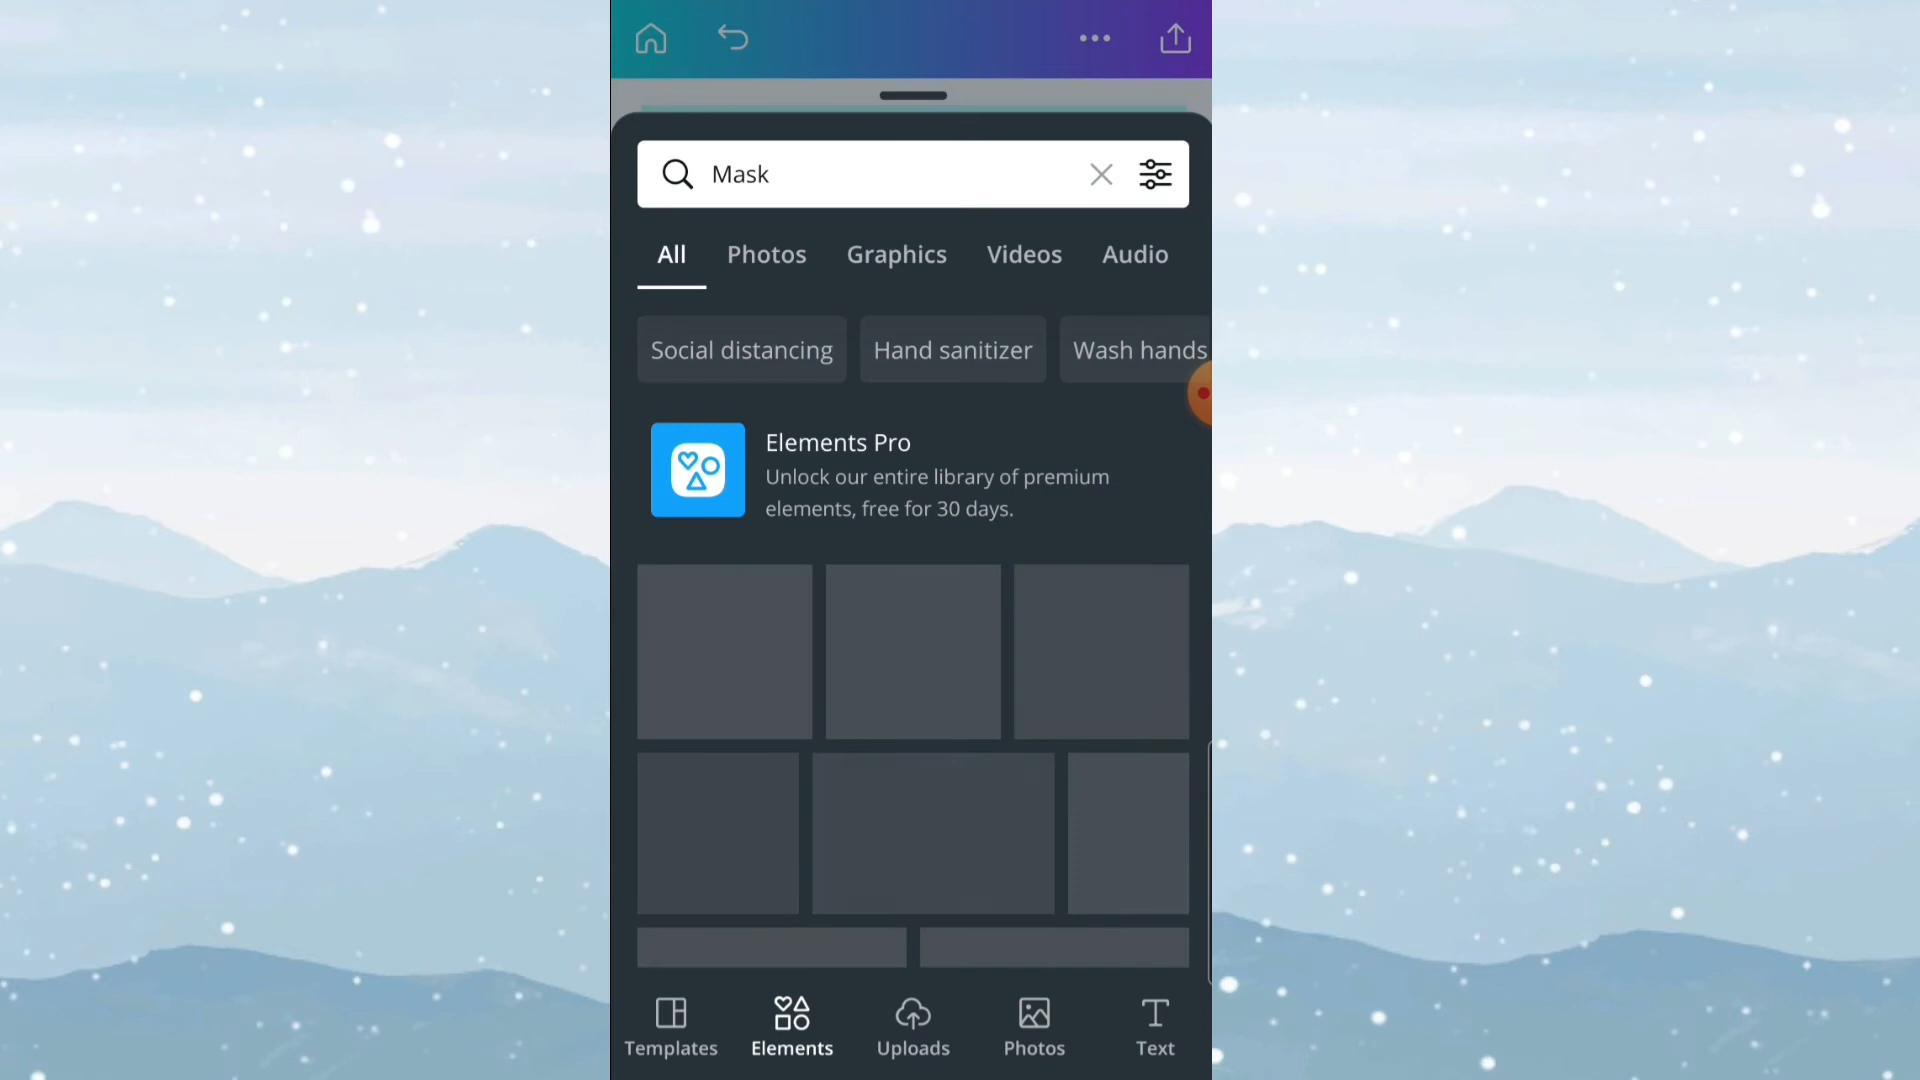 Mask
All Photos Graphics Videos Audio
Social distancing Hand sanitizer Wash hands
Elements Pro
Unlock our entire library of premium
elements, free for 30 days.
Templates Elements Uploads Photos Text